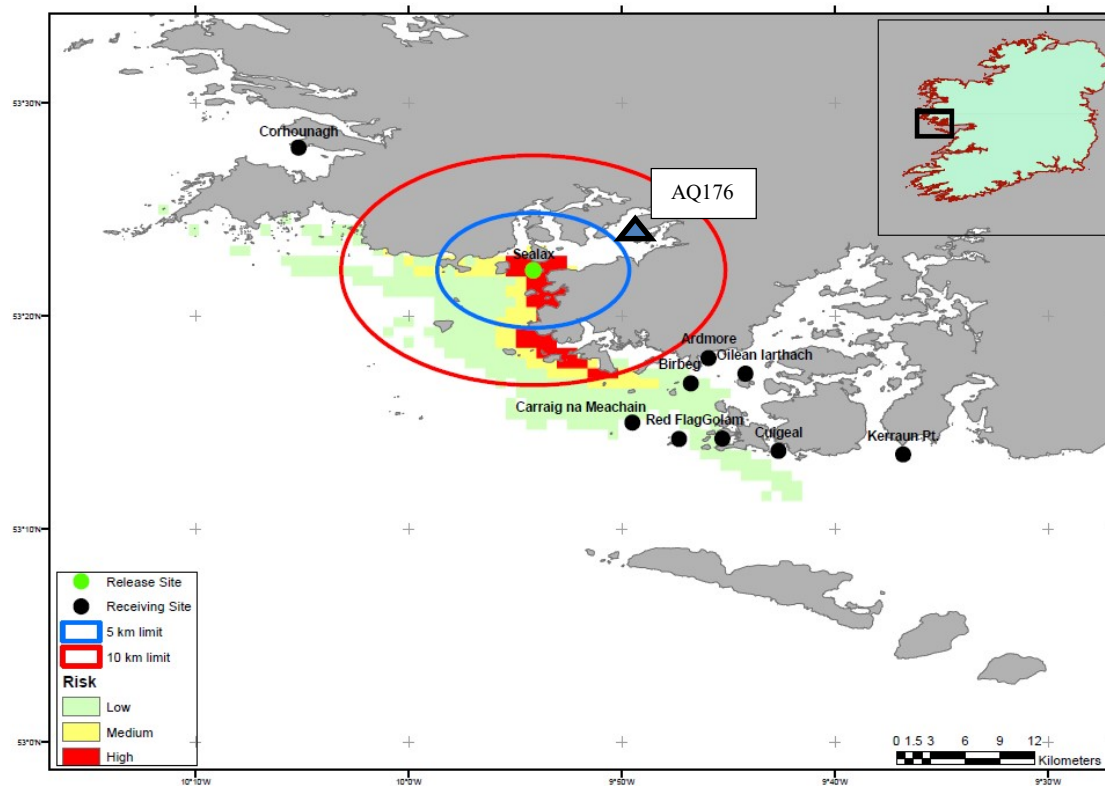 53°30'N
53°20'N
53°10'N
53°0'N
Corhounagh
AQ176
Sealax
Ardmore
Oilean Iarthach
Birbeg
Carraig na Meachain
Red Flag
Golam
Cuigeal
Kerraun Pt.
Release Site
Receiving Site
5 km limit
10 km limit
Risk
Low
Medium
High
0 1.5 3 6 9 12
Kilometers
10°10'W 10°0'W 9°50'W 9°40'W 9°30'W